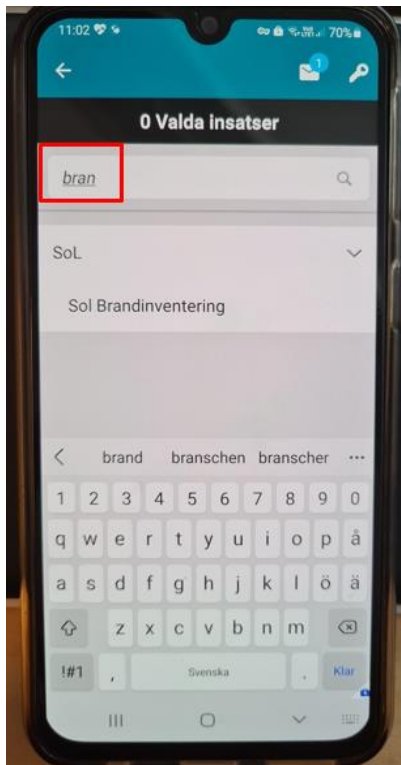 11:02 70%
1
0 Valda insatser
bran
SoL
Sol Brandinventering
brand branschen branscher ...
1 2 3 4 5 6 7 8 9 0
q w e r t y u i o p å
a s d f g h j k l ö ä
z x c v b n m
!#1 , Svenska . Klar